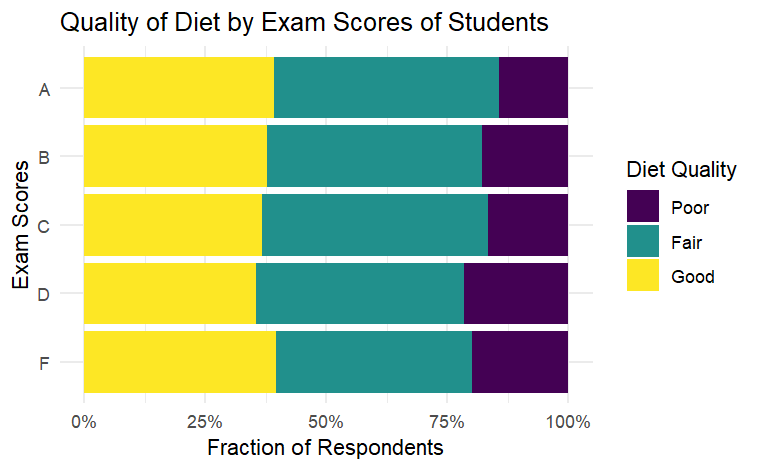 Quality of Diet by Exam Scores of Students
Exam Scores
A
B
C
D
F
0% 25% 50% 75% 100%
Fraction of Respondents
Diet Quality
Poor
Fair
Good